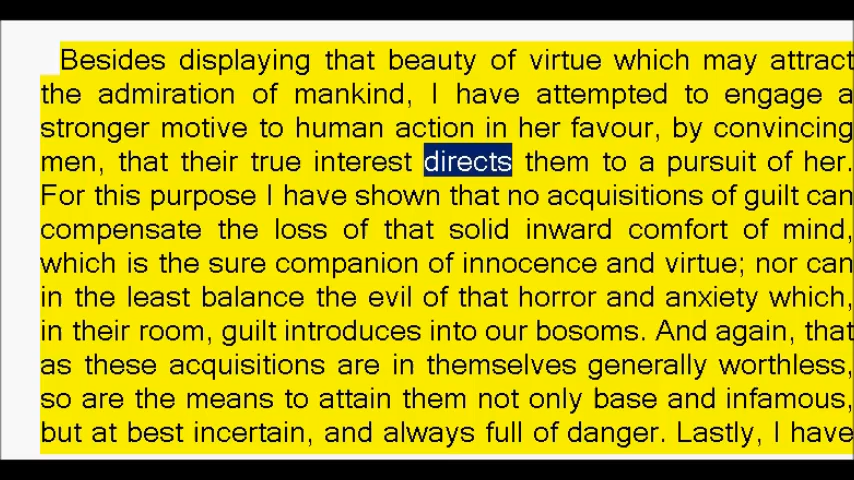 Besides displaying that beauty of virtue which may attract
the admiration of mankind, I have attempted to engage a
stronger motive to human action in her favour, by convincing
men, that their true interest directs them to a pursuit of her.
For this purpose I have shown that no acquisitions of guilt can
compensate the loss of that solid inward comfort of mind,
which is the sure companion of innocence and virtue; nor can
in the least balance the evil of that horror and anxiety which,
in their room, guilt introduces into our bosoms. And again, that
as these acquisitions are in themselves generally worthless,
so are the means to attain them not only base and infamous,
but at best incertain, and always full of danger. Lastly, I have